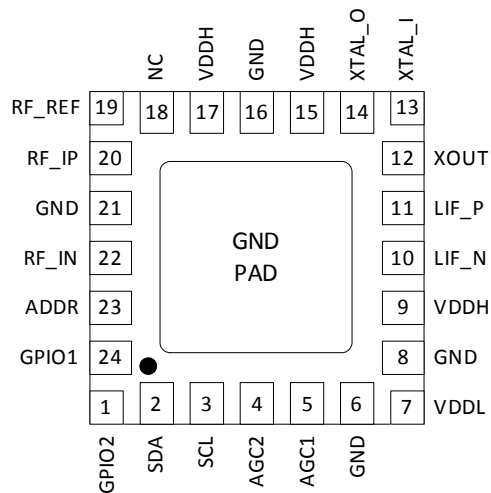 NC
VDDH
GND
VDDH
XTAL_O
XTAL_I
RF_REF 19 18 17 16 15 14 13
RF_IP 20 12 XOUT
GND 21 11 LIF_P
RF_IN 22 10 LIF_N
ADDR 23 9 VDDH
GPIO1 24 8 GND
GND
PAD
1 2 3 4 5 6 7 VDDL
GPIO2
SDA
SCL
AGC2
AGC1
GND